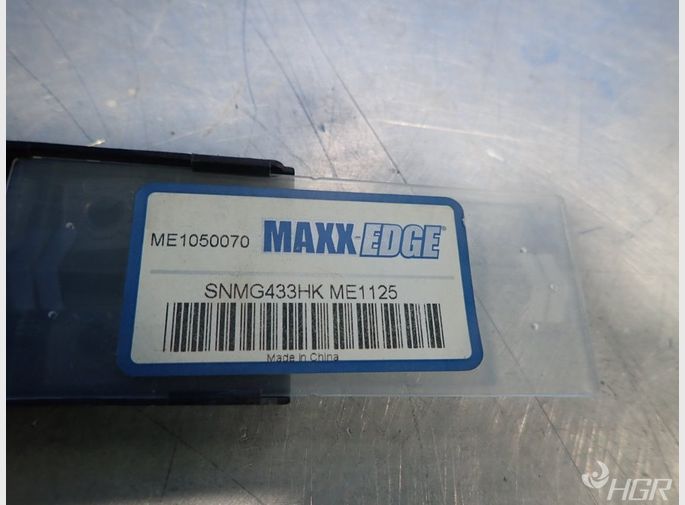 ME1050070 MAXX-EDGE®
SNMG433HK ME1125
Made in China
HGR